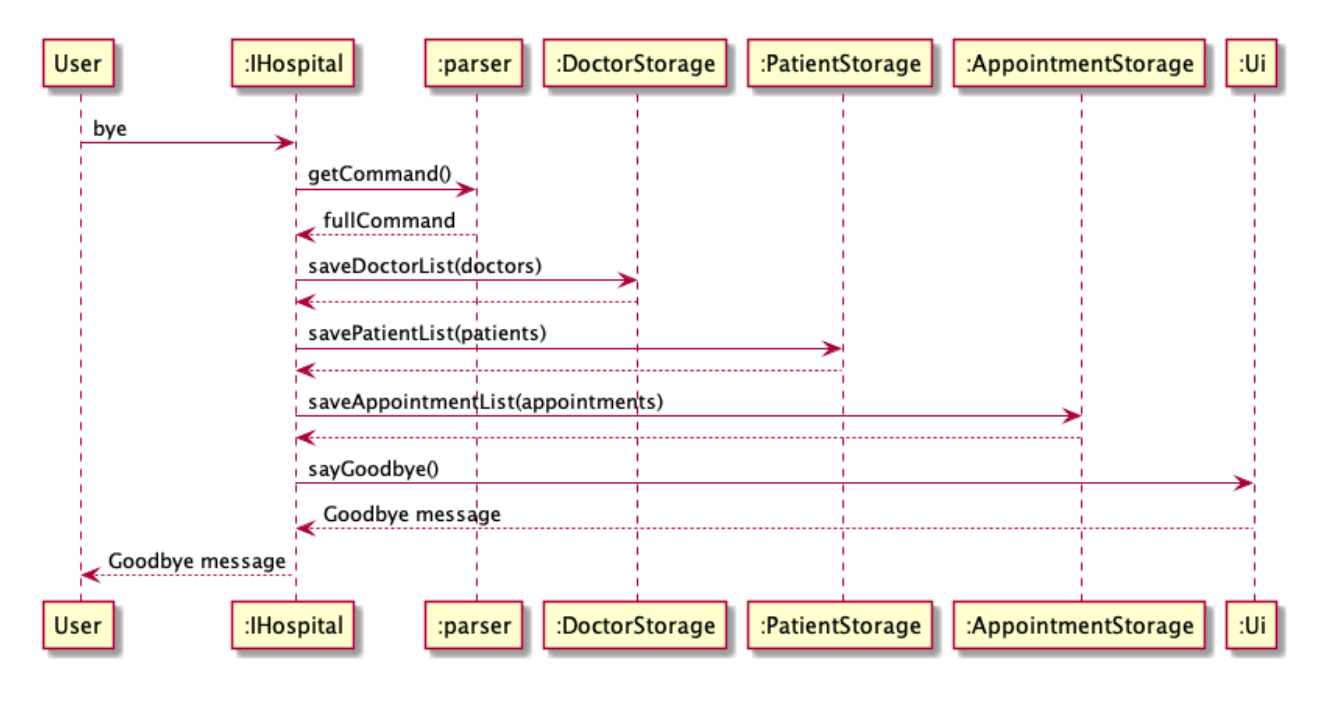 User :IHospital :parser :DoctorStorage :PatientStorage :AppointmentStorage :Ui
bye
getCommand()
fullCommand
saveDoctorList(doctors)
savePatientList(patients)
saveAppointmentList(appointments)
sayGoodbye()
Goodbye message
Goodbye message
User :IHospital :parser :DoctorStorage :PatientStorage :AppointmentStorage :Ui